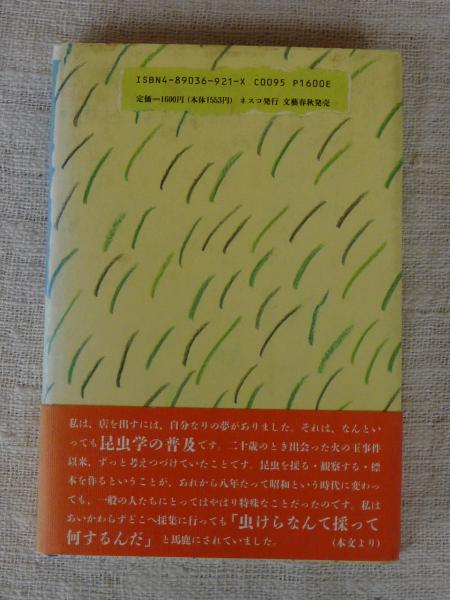 ISBN4-89036-921-X C0095 P1600E
定価=1600円(本体1553円) ネスコ発行 文藝春秋発売
私は、店を出すには、自分なりの夢がありました。それは、なんとい
っても昆虫学の普及です。二十歳のとき出会った火の玉事件
以来、ずっと考えつづけていたことです。昆虫を採る・観察する・標
本を作るということが、あれから八年たって昭和という時代に変わっ
ても、一般の人たちにとってはやはり特殊なことだったのです。私は
あいかわらずどこへ採集に行っても「虫けらなんて採って
何するんだ」と馬鹿にされていました。 (本文より)